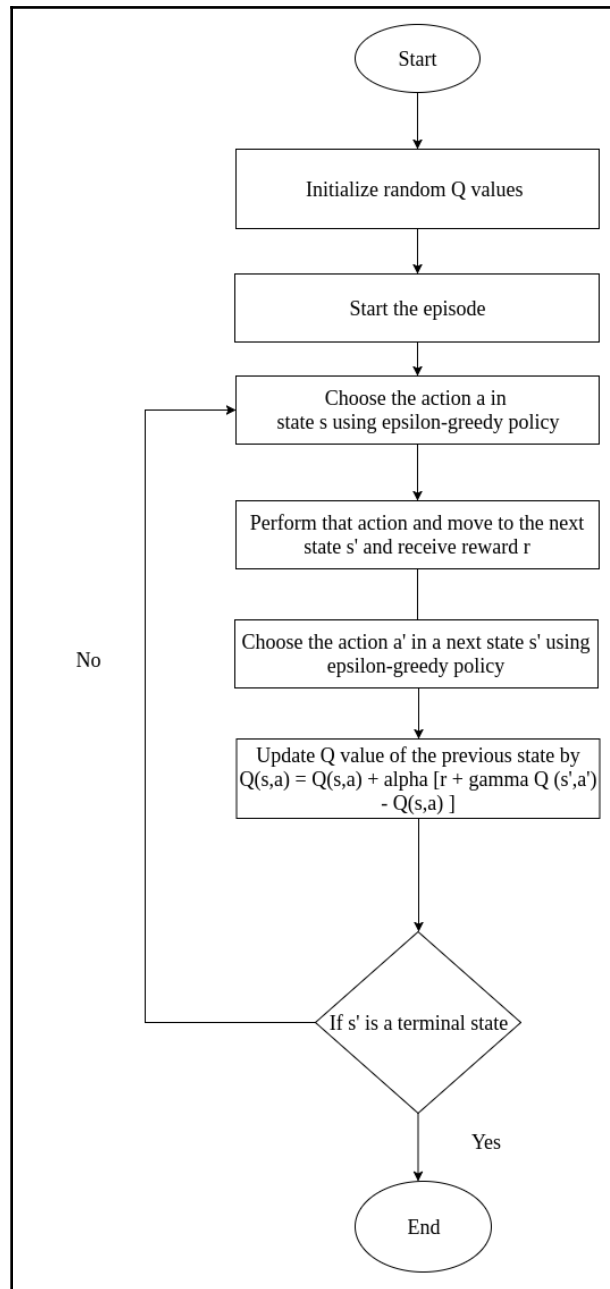 Start
Initialize random Q values
Start the episode
Choose the action a in
state s using epsilon-greedy policy
Perform that action and move to the next
state s' and receive reward r
Choose the action a' in a next state s' using
epsilon-greedy policy
No
Update Q value of the previous state by
Q(s,a) = Q(s,a) + alpha [r + gamma Q (s',a')
- Q(s,a) ]
If s' is a terminal state
Yes
End